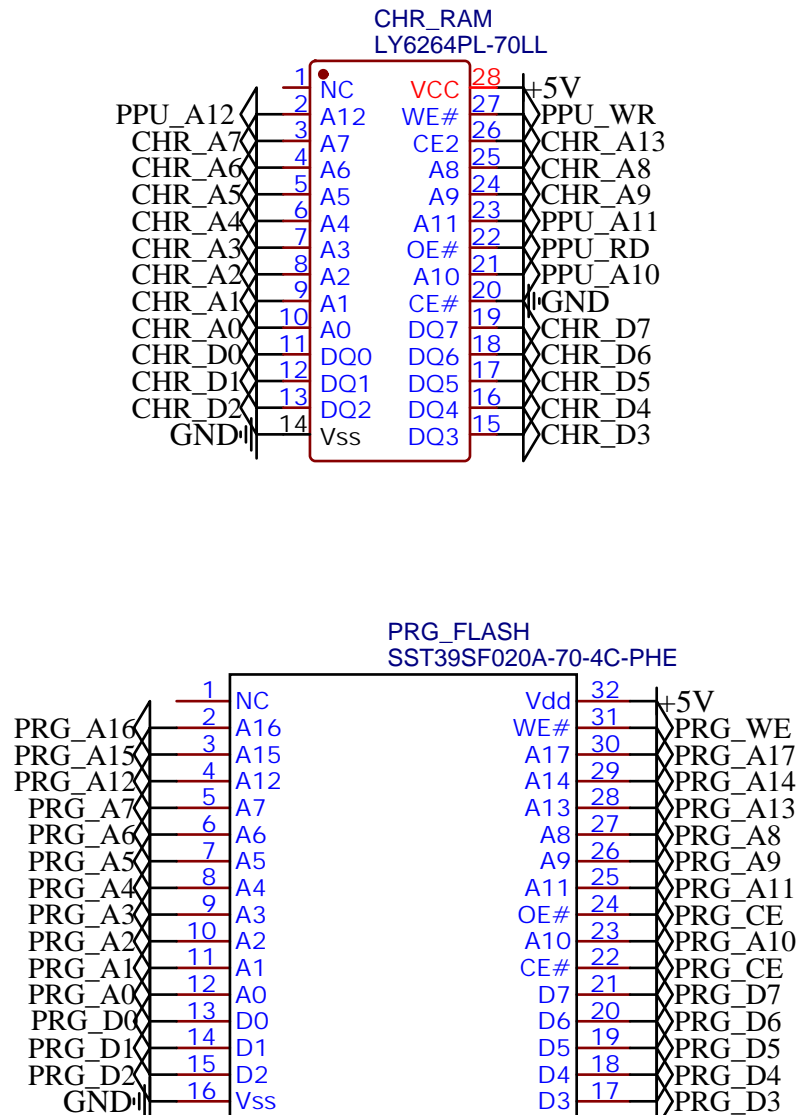 CHR_RAM
LY6264PL-70LL
1 NC VCC 28 +5V
PPU_A12 2 A12 WE# 27 PPU_WR
CHR_A7 3 A7 CE2 26 CHR_A13
CHR_A6 4 A6 A8 25 CHR_A8
CHR_A5 5 A5 A9 24 CHR_A9
CHR_A4 6 A4 A11 23 PPU_A11
CHR_A3 7 A3 OE# 22 PPU_RD
CHR_A2 8 A2 A10 21 PPU_A10
CHR_A1 9 A1 CE# 20 GND
CHR_A0 10 A0 DQ7 19 CHR_D7
CHR_D0 11 DQ0 DQ6 18 CHR_D6
CHR_D1 12 DQ1 DQ5 17 CHR_D5
CHR_D2 13 DQ2 DQ4 16 CHR_D4
GND 14 Vss DQ3 15 CHR_D3
PRG_FLASH
SST39SF020A-70-4C-PHE
1 NC Vdd 32 +5V
PRG_A16 2 A16 WE# 31 PRG_WE
PRG_A15 3 A15 A17 30 PRG_A17
PRG_A12 4 A12 A14 29 PRG_A14
PRG_A7 5 A7 A13 28 PRG_A13
PRG_A6 6 A6 A8 27 PRG_A8
PRG_A5 7 A5 A9 26 PRG_A9
PRG_A4 8 A4 A11 25 PRG_A11
PRG_A3 9 A3 OE# 24 PRG_CE
PRG_A2 10 A2 A10 23 PRG_A10
PRG_A1 11 A1 CE# 22 PRG_CE
PRG_A0 12 A0 D7 21 PRG_D7
PRG_D0 13 D0 D6 20 PRG_D6
PRG_D1 14 D1 D5 19 PRG_D5
PRG_D2 15 D2 D4 18 PRG_D4
GND 16 Vss D3 17 PRG_D3